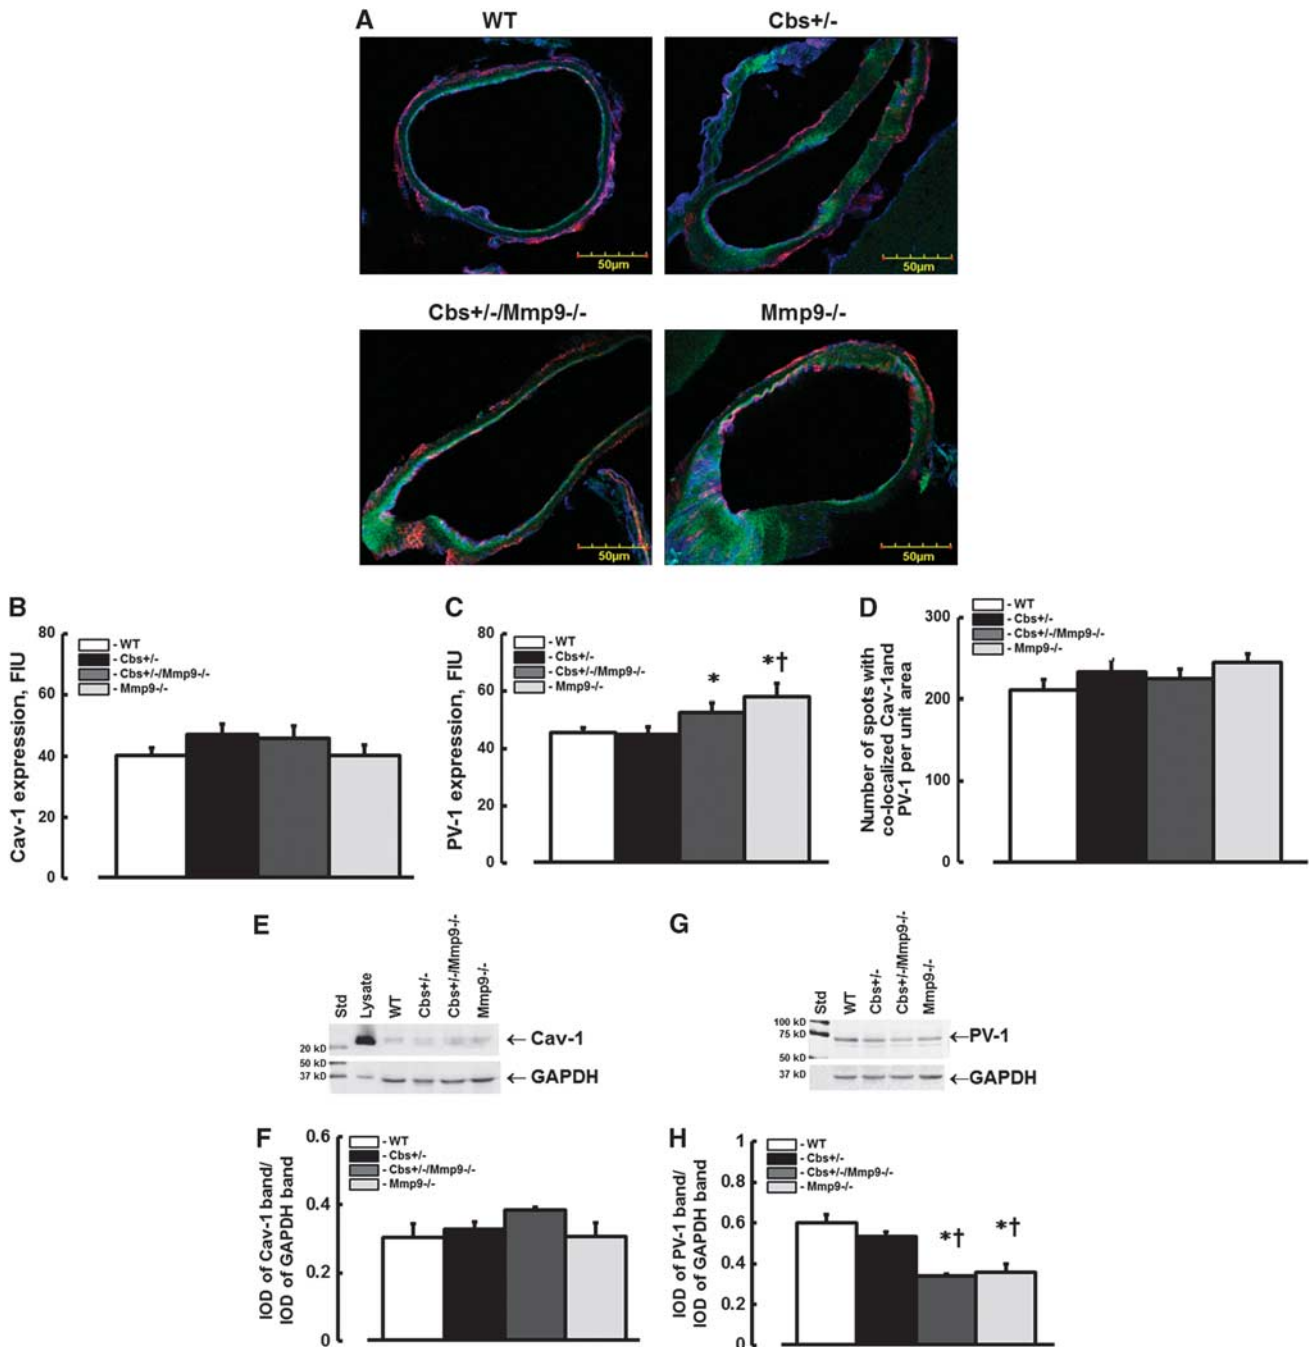 A
WT
Cbs+/-
50µm
50µm
Cbs+/-/Mmp9-/-
Mmp9-/-
50µm
50µm
B
80
60
40
20
0
Cav-1 expression, FIU
- WT
- Cbs+/-
- Cbs+/-/Mmp9-/-
- Mmp9-/-
C
80
60
40
20
0
PV-1 expression, FIU
- WT
- Cbs+/-
- Cbs+/-/Mmp9-/-
- Mmp9-/-
*
*†
D
300
200
100
0
Number of spots with
co-localized Cav-1and
PV-1 per unit area
- WT
- Cbs+/-
- Cbs+/-/Mmp9-/-
- Mmp9-/-
E
Std
Lysate
WT
Cbs+/-
Cbs+/-/Mmp9-/-
Mmp9-/-
20 kD
50 kD
37 kD
←Cav-1
←GAPDH
G
Std
WT
Cbs+/-
Cbs+/-/Mmp9-/-
Mmp9-/-
100 kD
75 kD
50 kD
37 kD
←PV-1
←GAPDH
F
0.6
0.4
0.2
0
IOD of Cav-1 band/
IOD of GAPDH band
- WT
- Cbs+/-
- Cbs+/-/Mmp9-/-
- Mmp9-/-
H
1
0.8
0.6
0.4
0.2
0
IOD of PV-1 band/
IOD of GAPDH band
- WT
- Cbs+/-
- Cbs+/-/Mmp9-/-
- Mmp9-/-
*†
*†